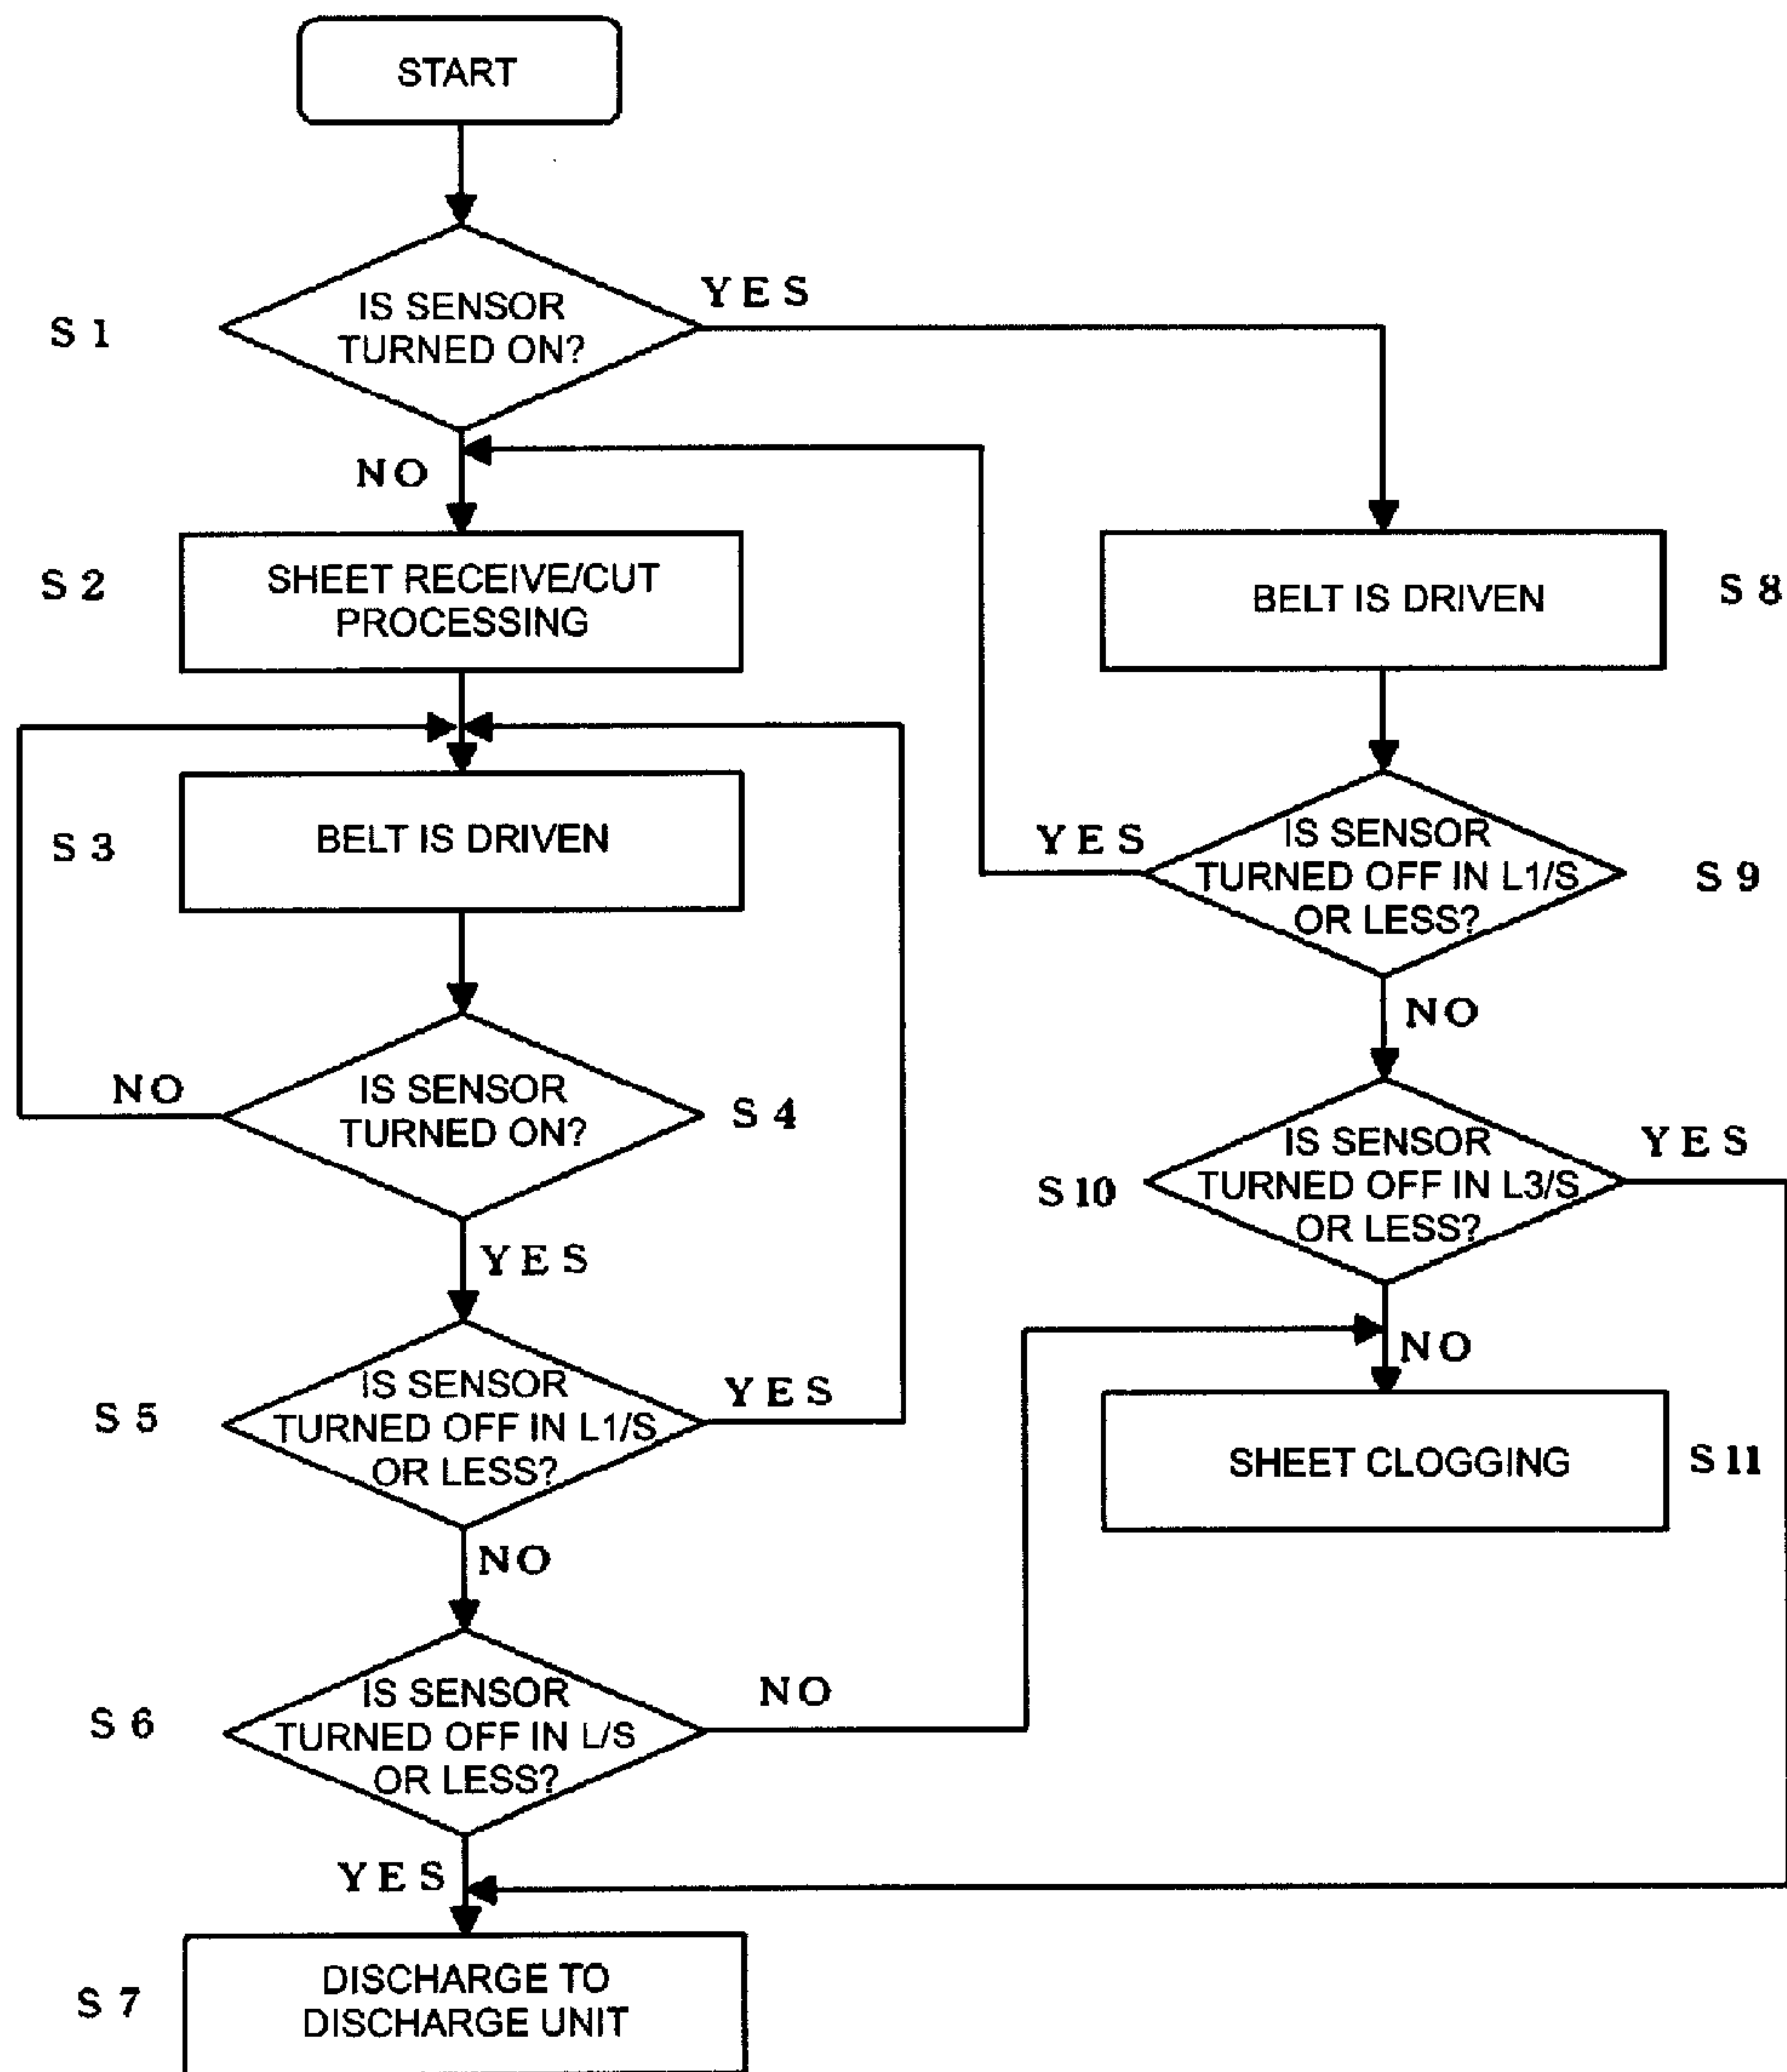 START
S 1
IS SENSOR
TURNED ON?
YES
NO
S 2
SHEET RECEIVE/CUT
PROCESSING
S 3
BELT IS DRIVEN
NO
IS SENSOR
TURNED ON?
S 4
YES
S 5
IS SENSOR
TURNED OFF IN L1/S
OR LESS?
YES
NO
S 6
IS SENSOR
TURNED OFF IN L/S
OR LESS?
NO
YES
S 7
DISCHARGE TO
DISCHARGE UNIT
BELT IS DRIVEN
S 8
YES
IS SENSOR
TURNED OFF IN L1/S
OR LESS?
S 9
NO
S 10
IS SENSOR
TURNED OFF IN L3/S
OR LESS?
YES
NO
SHEET CLOGGING
S 11